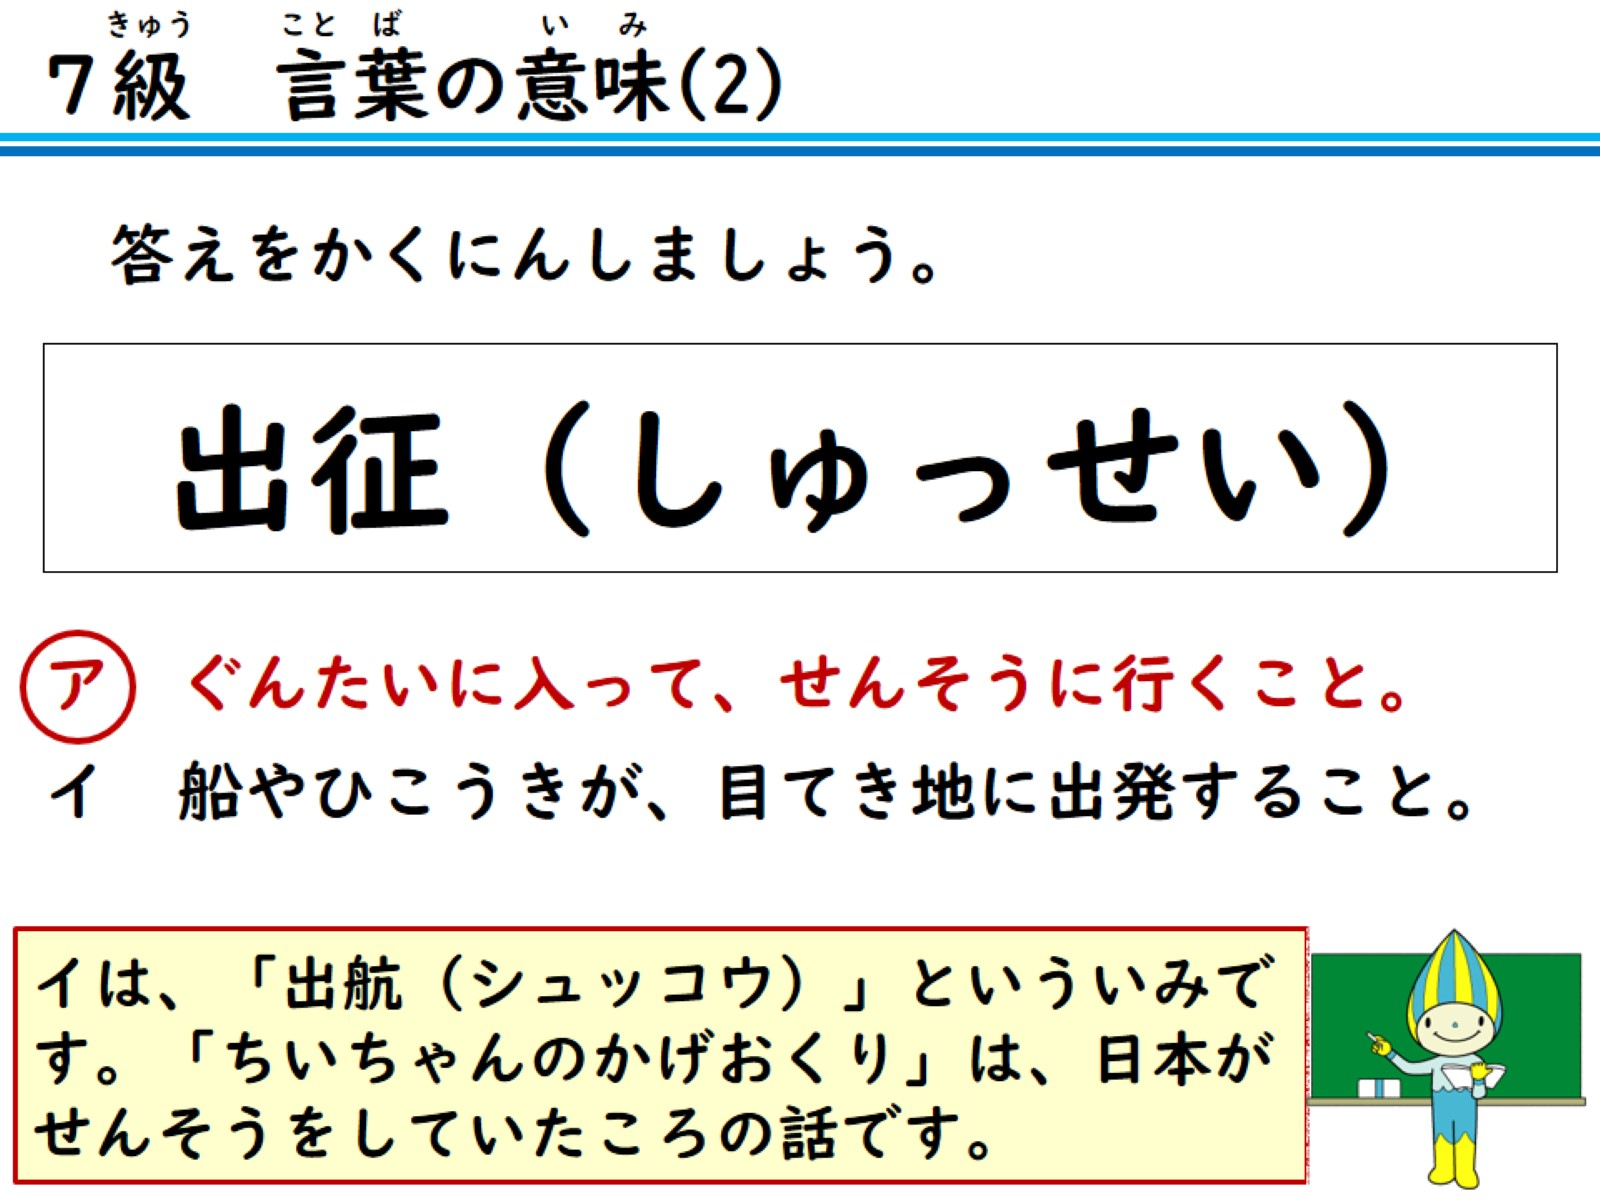 きゅう ことば いみ
７級　言葉の意味(2)
答えをかくにんしましょう。
出征（しゅっせい）
ア　ぐんたいに入って、せんそうに行くこと。
イ　船やひこうきが、目てき地に出発すること。
イは、「出航（シュッコウ）」といういみで
す。「ちいちゃんのかげおくり」は、日本が
せんそうをしていたころの話です。